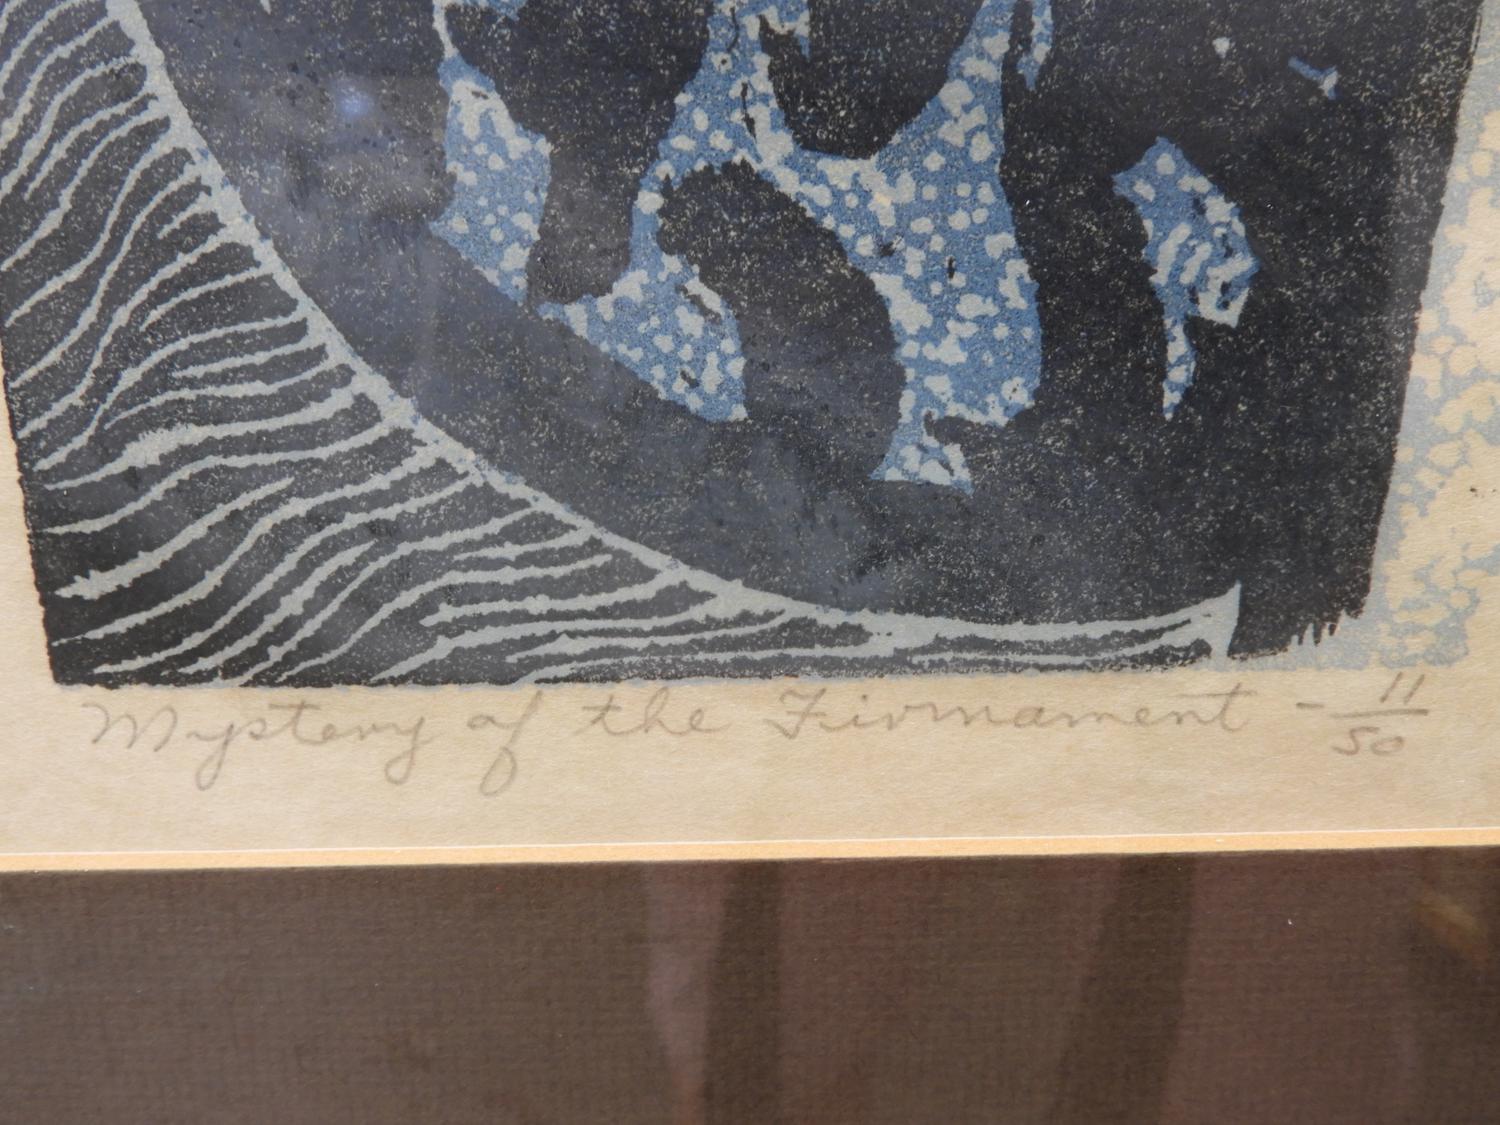 Mystery of the Firmament - 11/50